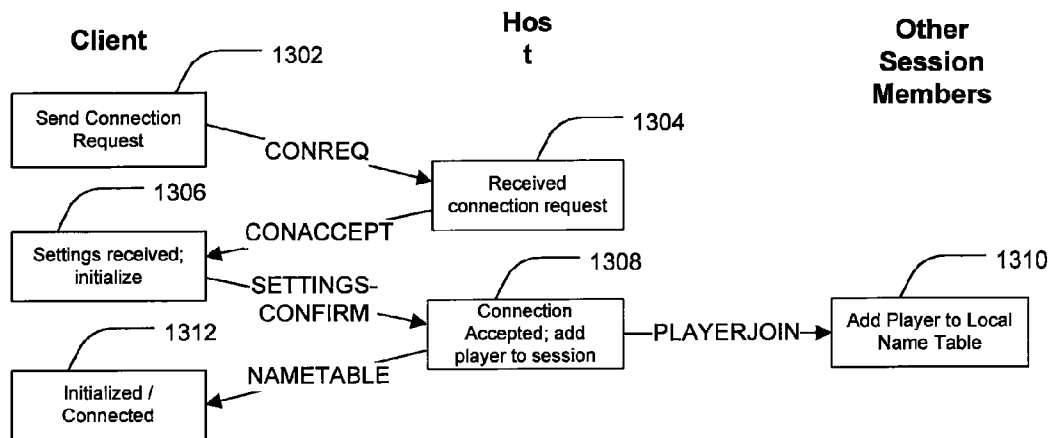 Client
Hos
t
Other
Session
Members
1302
Send Connection
Request
CONREQ
1304
Received
connection request
1306
CONACCEPT
Settings received;
initialize
SETTINGS-
CONFIRM
1308
Connection
Accepted; add
player to session
PLAYERJOIN
1310
Add Player to Local
Name Table
1312
NAMETABLE
Initialized /
Connected